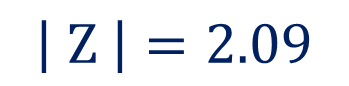 | Z | = 2.09